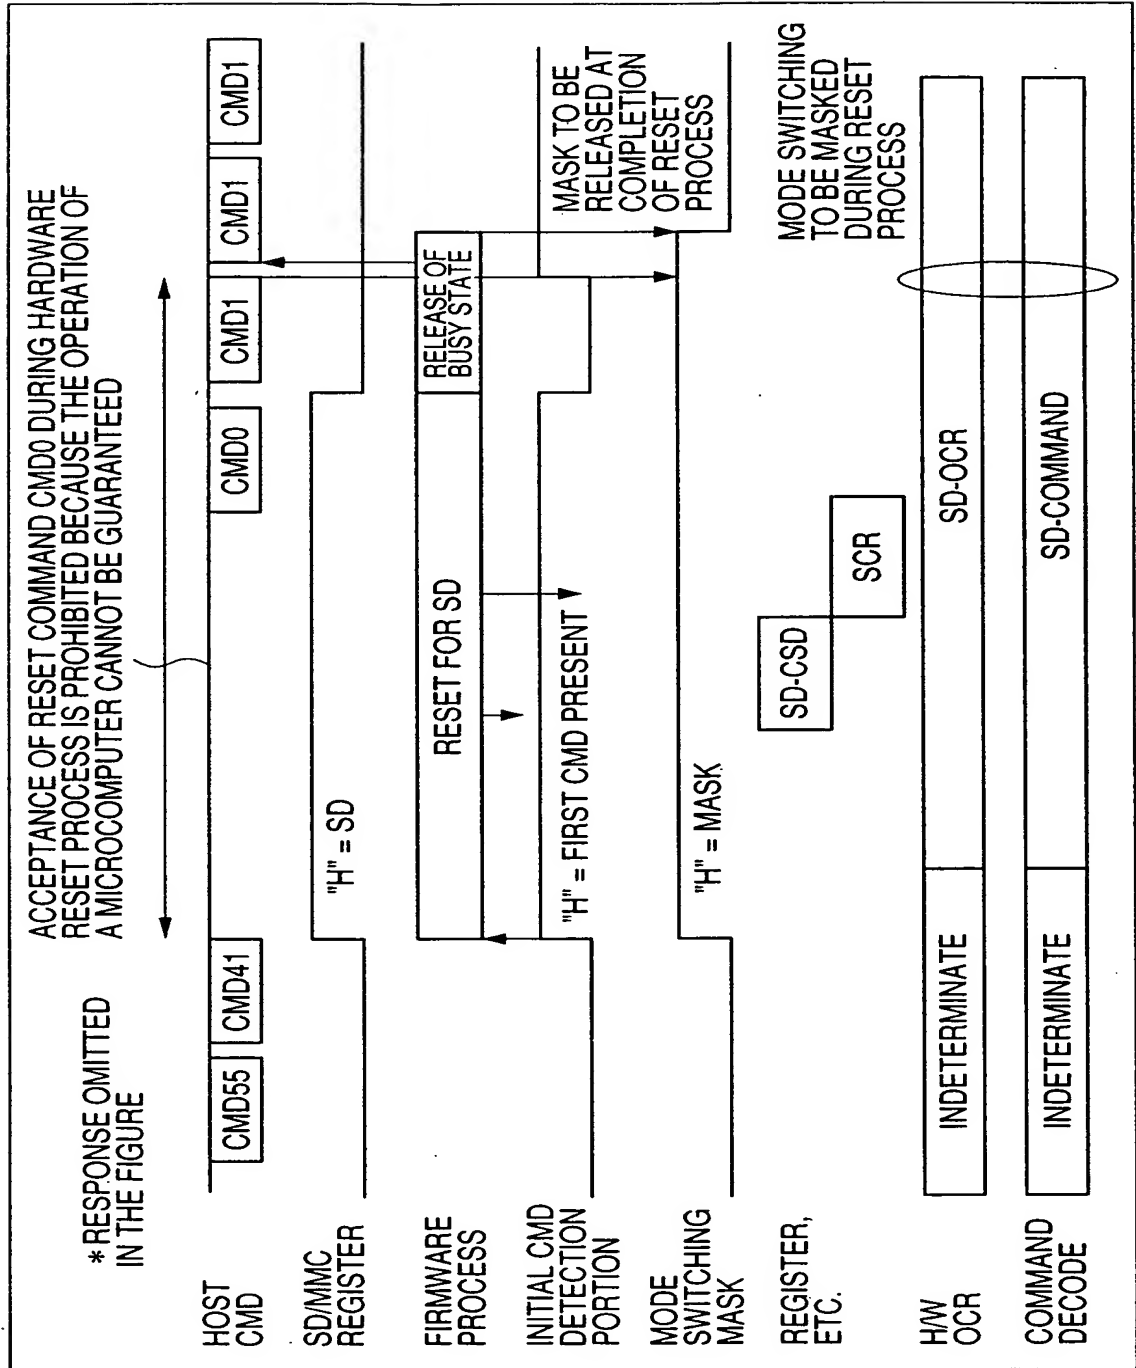 *RESPONSE OMITTED
IN THE FIGURE
ACCEPTANCE OF RESET COMMAND CMD0 DURING HARDWARE
RESET PROCESS IS PROHIBITED BECAUSE THE OPERATION OF
A MICROCOMPUTER CANNOT BE GUARANTEED
HOST
CMD
CMD55
CMD41
CMD0
CMD1
CMD1
CMD1
SD/MMC
REGISTER
"H" = SD
FIRMWARE
PROCESS
RESET FOR SD
RELEASE OF
BUSY STATE
INITIAL CMD
DETECTION
PORTION
"H" = FIRST CMD PRESENT
MASK TO BE
RELEASED AT
COMPLETION
OF RESET
PROCESS
MODE
SWITCHING
MASK
"H" = MASK
REGISTER,
ETC.
SD-CSD
SCR
MODE SWITCHING
TO BE MASKED
DURING RESET
PROCESS
H/W
OCR
INDETERMINATE
SD-OCR
COMMAND
DECODE
INDETERMINATE
SD-COMMAND